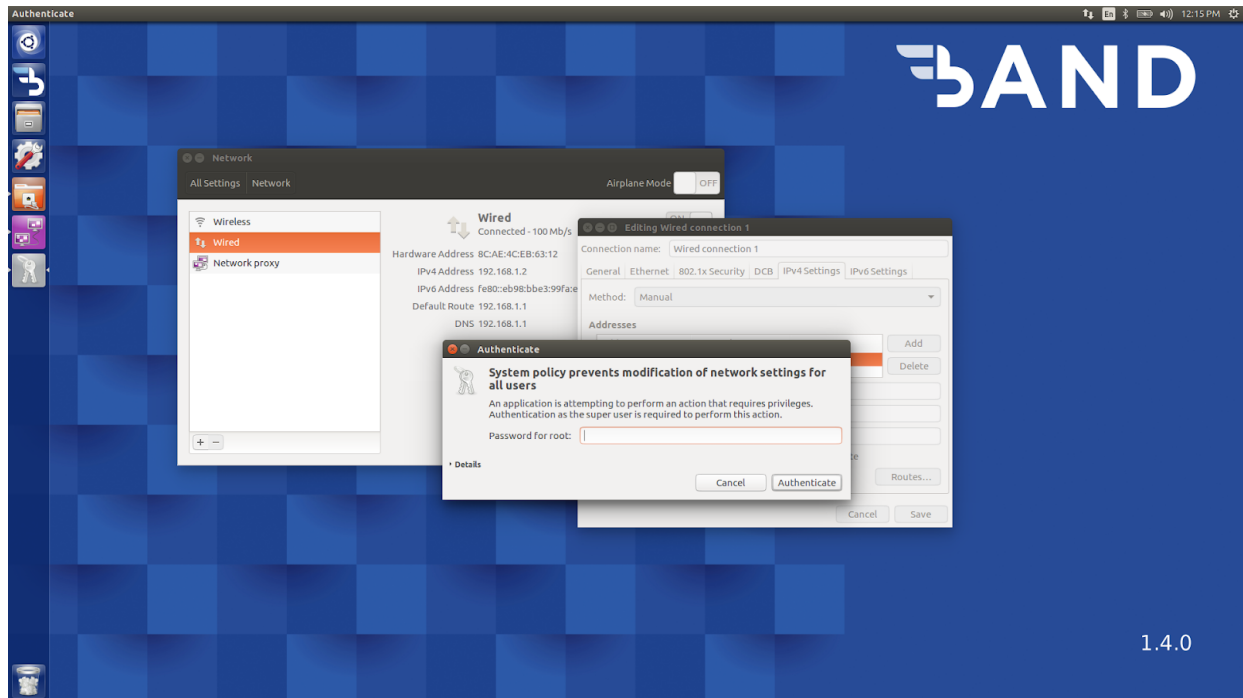 Authenticate
En
12:15 PM
BAND
Network
All Settings Network
Airplane Mode OFF
Wireless
Wired
Network proxy
Wired
Connected - 100 Mb/s
Hardware Address 8C:AE:4C:EB:63:12
IPv4 Address 192.168.1.2
IPv6 Address fe80::eb98:bbe3:99fa:e
Default Route 192.168.1.1
DNS 192.168.1.1
+ −
Editing Wired connection 1
Connection name: Wired connection 1
General Ethernet 802.1x Security DCB IPv4 Settings IPv6 Settings
Method: Manual
Addresses
Add
Delete
Routes...
Cancel Save
Authenticate
System policy prevents modification of network settings for
all users
An application is attempting to perform an action that requires privileges.
Authentication as the super user is required to perform this action.
Password for root:
Details
Cancel Authenticate
1.4.0